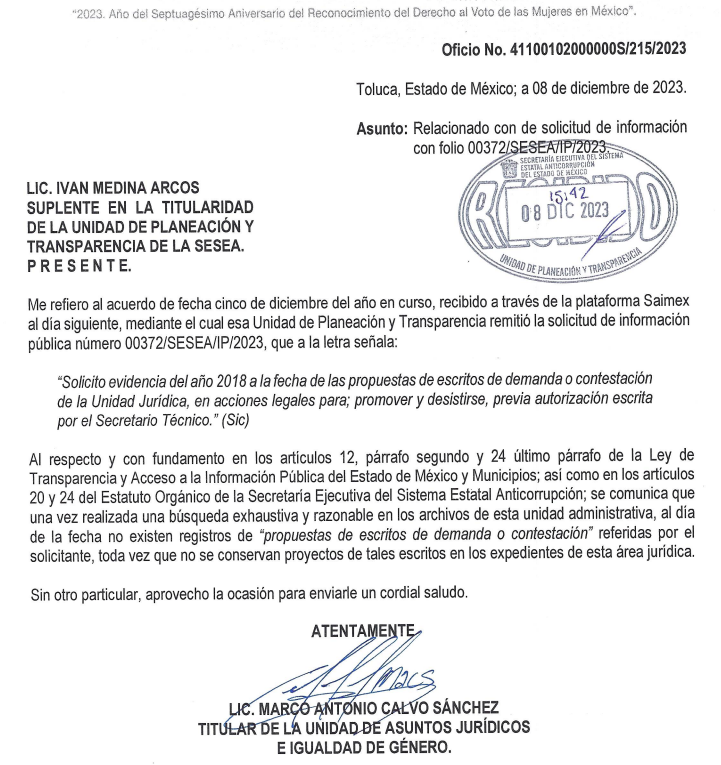 “2023. Año del Septuagésimo Aniversario del Reconocimiento del Derecho al Voto de las Mujeres en México”.
Oficio No. 41100102000000S/215/2023
Toluca, Estado de México; a 08 de diciembre de 2023.
Asunto: Relacionado con de solicitud de información
con folio 00372/SESEA/IP/2023.
SECRETARÍA EJECUTIVA DEL SISTEMA
ESTATAL ANTICORRUPCIÓN
DEL ESTADO DE MÉXICO
RECIBIDO
15:42
08 DIC 2023
UNIDAD DE PLANEACIÓN Y TRANSPARENCIA
LIC. IVAN MEDINA ARCOS
SUPLENTE EN LA TITULARIDAD
DE LA UNIDAD DE PLANEACIÓN Y
TRANSPARENCIA DE LA SESEA.
P R E S E N T E.
Me refiero al acuerdo de fecha cinco de diciembre del año en curso, recibido a través de la plataforma Saimex
al día siguiente, mediante el cual esa Unidad de Planeación y Transparencia remitió la solicitud de información
pública número 00372/SESEA/IP/2023, que a la letra señala:
“Solicito evidencia del año 2018 a la fecha de las propuestas de escritos de demanda o contestación
de la Unidad Jurídica, en acciones legales para; promover y desistirse, previa autorización escrita
por el Secretario Técnico.” (Sic)
Al respecto y con fundamento en los artículos 12, párrafo segundo y 24 último párrafo de la Ley de
Transparencia y Acceso a la Información Pública del Estado de México y Municipios; así como en los artículos
20 y 24 del Estatuto Orgánico de la Secretaría Ejecutiva del Sistema Estatal Anticorrupción; se comunica que
una vez realizada una búsqueda exhaustiva y razonable en los archivos de esta unidad administrativa, al día
de la fecha no existen registros de “propuestas de escritos de demanda o contestación” referidas por el
solicitante, toda vez que no se conservan proyectos de tales escritos en los expedientes de esta área jurídica.
Sin otro particular, aprovecho la ocasión para enviarle un cordial saludo.
ATENTAMENTE
LIC. MARCO ANTONIO CALVO SÁNCHEZ
TITULAR DE LA UNIDAD DE ASUNTOS JURÍDICOS
E IGUALDAD DE GÉNERO.